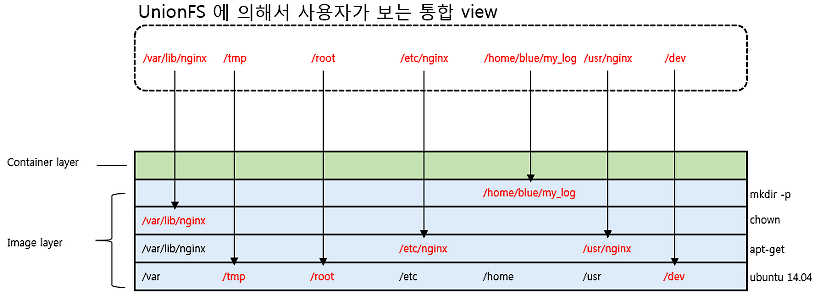 UnionFS 에 의해서 사용자가 보는 통합 view
/var/lib/nginx /tmp /root /etc/nginx /home/blue/my_log /usr/nginx /dev
Container layer
/home/blue/my_log mkdir -p
/var/lib/nginx chown
Image layer
/var/lib/nginx /etc/nginx /usr/nginx apt-get
/var /tmp /root /etc /home /usr /dev ubuntu 14.04